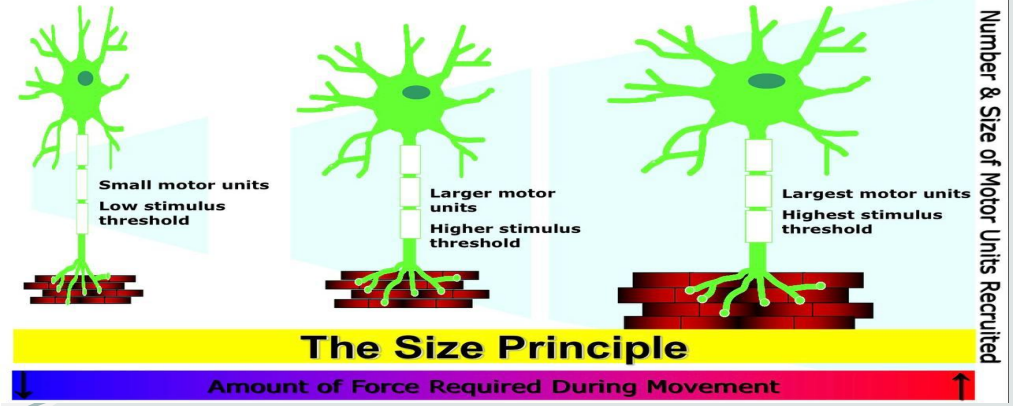 Small motor units
Low stimulus
threshold
Larger motor
units
Higher stimulus
threshold
Largest motor units
Highest stimulus
threshold
Number & Size of Motor Units Recruited
The Size Principle
Amount of Force Required During Movement